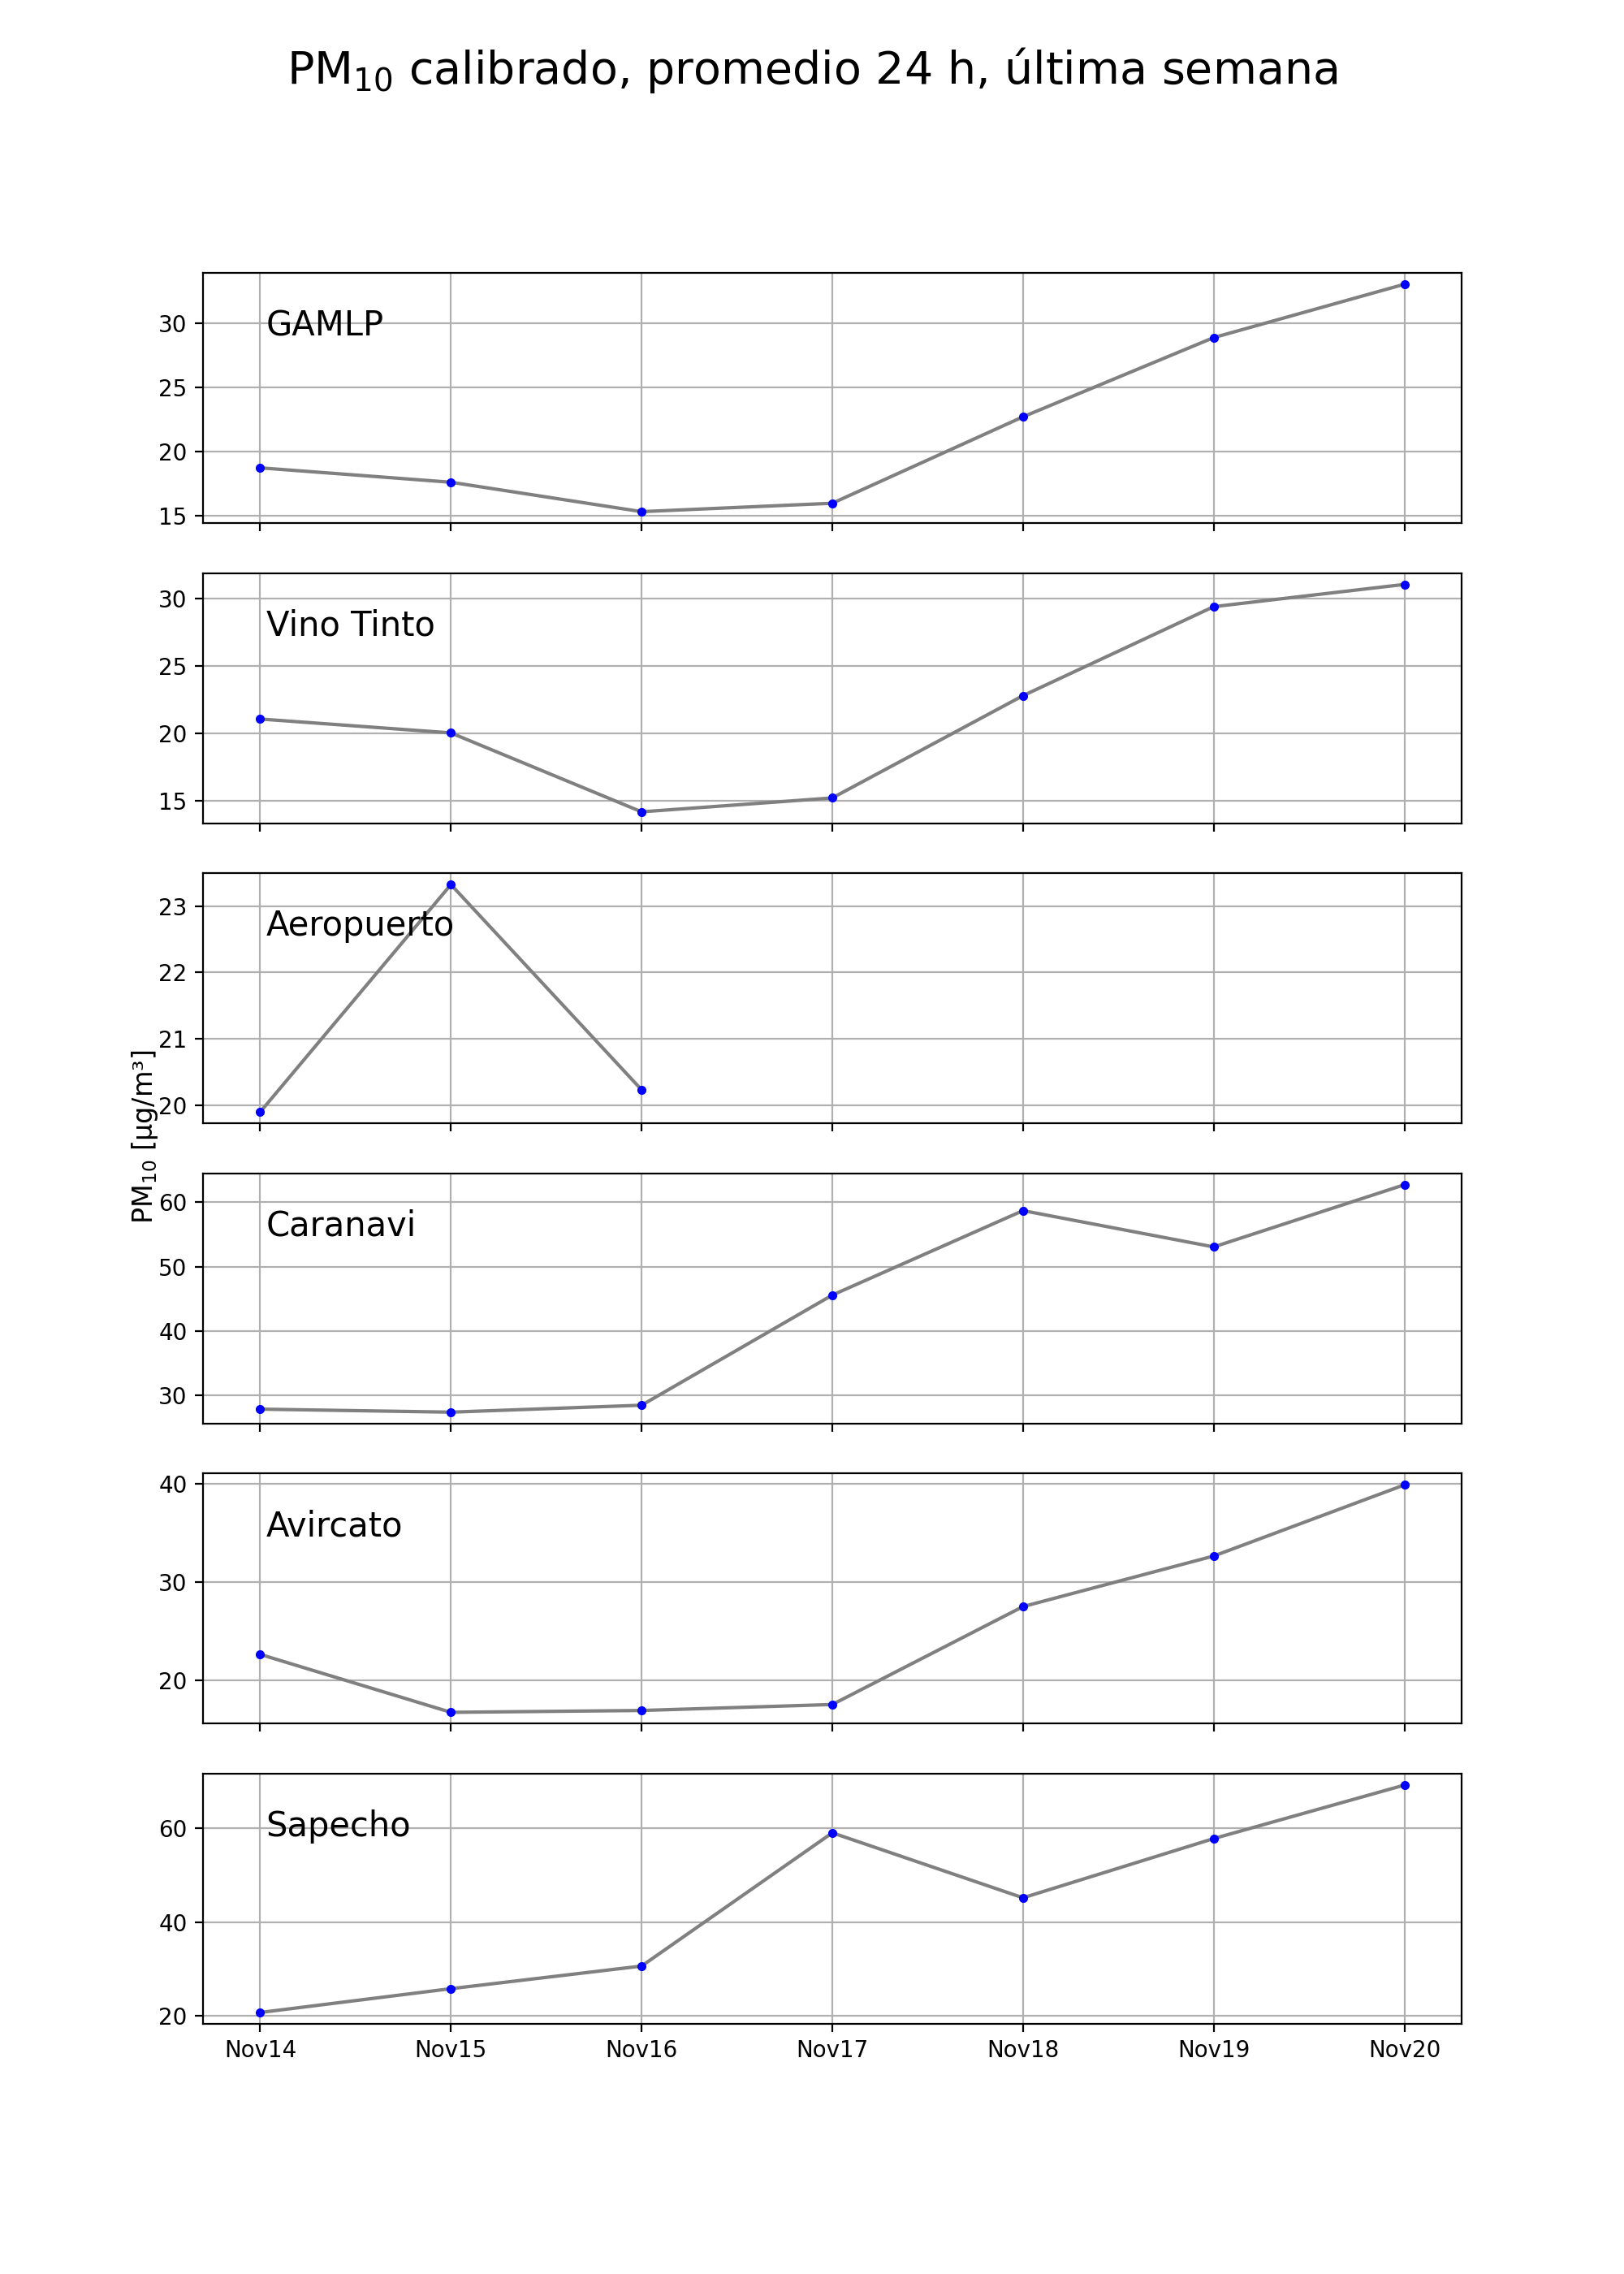 PM₁₀ calibrado, promedio 24 h, última semana
GAMLP
30
25
20
15
Vino Tinto
30
25
20
15
Aeropuerto
23
22
21
20
PM₁₀ [µg/m³]
Caranavi
60
50
40
30
Avircato
40
30
20
Sapecho
60
40
20
Nov14 Nov15 Nov16 Nov17 Nov18 Nov19 Nov20